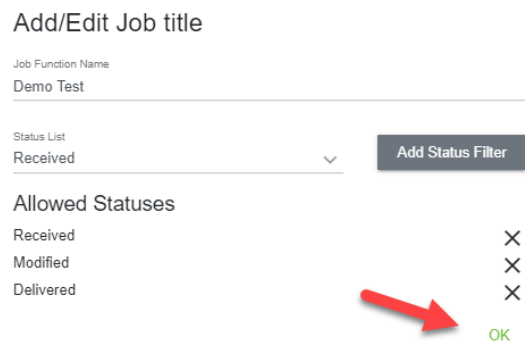 Add/Edit Job title
Job Function Name
Demo Test
Status List
Received
Add Status Filter
Allowed Statuses
Received
Modified
Delivered
OK